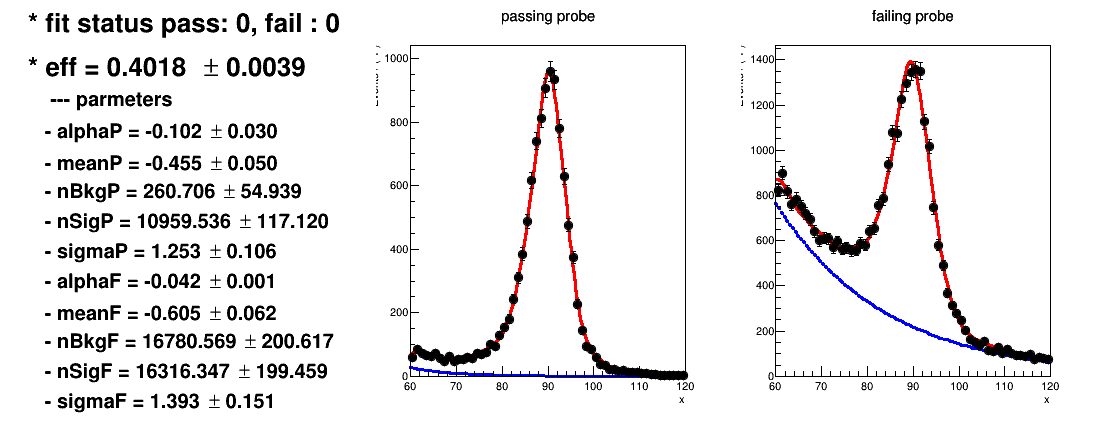 * fit status pass: 0, fail : 0
* eff = 0.4018 ± 0.0039
--- parmeters
- alphaP = -0.102 ± 0.030
- meanP = -0.455 ± 0.050
- nBkgP = 260.706 ± 54.939
- nSigP = 10959.536 ± 117.120
- sigmaP = 1.253 ± 0.106
- alphaF = -0.042 ± 0.001
- meanF = -0.605 ± 0.062
- nBkgF = 16780.569 ± 200.617
- nSigF = 16316.347 ± 199.459
- sigmaF = 1.393 ± 0.151
passing probe
1000
800
600
400
200
0
60 70 80 90 100 110 120
x
failing probe
1400
1200
1000
800
600
400
200
0
60 70 80 90 100 110 120
x